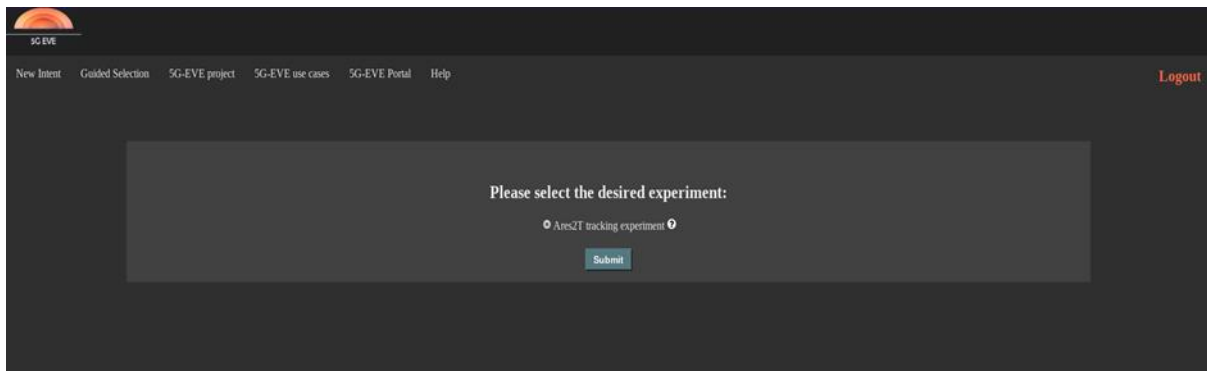 5G EVE
New Intent Guided Selection 5G-EVE project 5G-EVE use cases 5G-EVE Portal Help Logout
Please select the desired experiment:
Ares2T tracking experiment ?
Submit